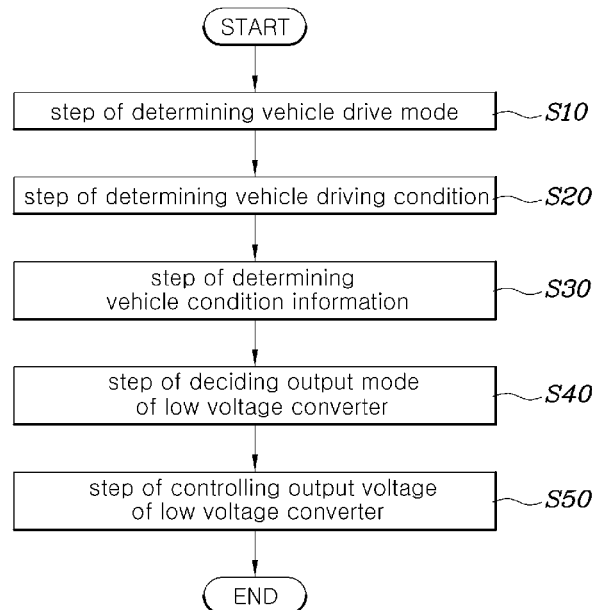 START
step of determining vehicle drive mode
S10
step of determining vehicle driving condition
S20
step of determining
vehicle condition information
S30
step of deciding output mode
of low voltage converter
S40
step of controlling output voltage
of low voltage converter
S50
END